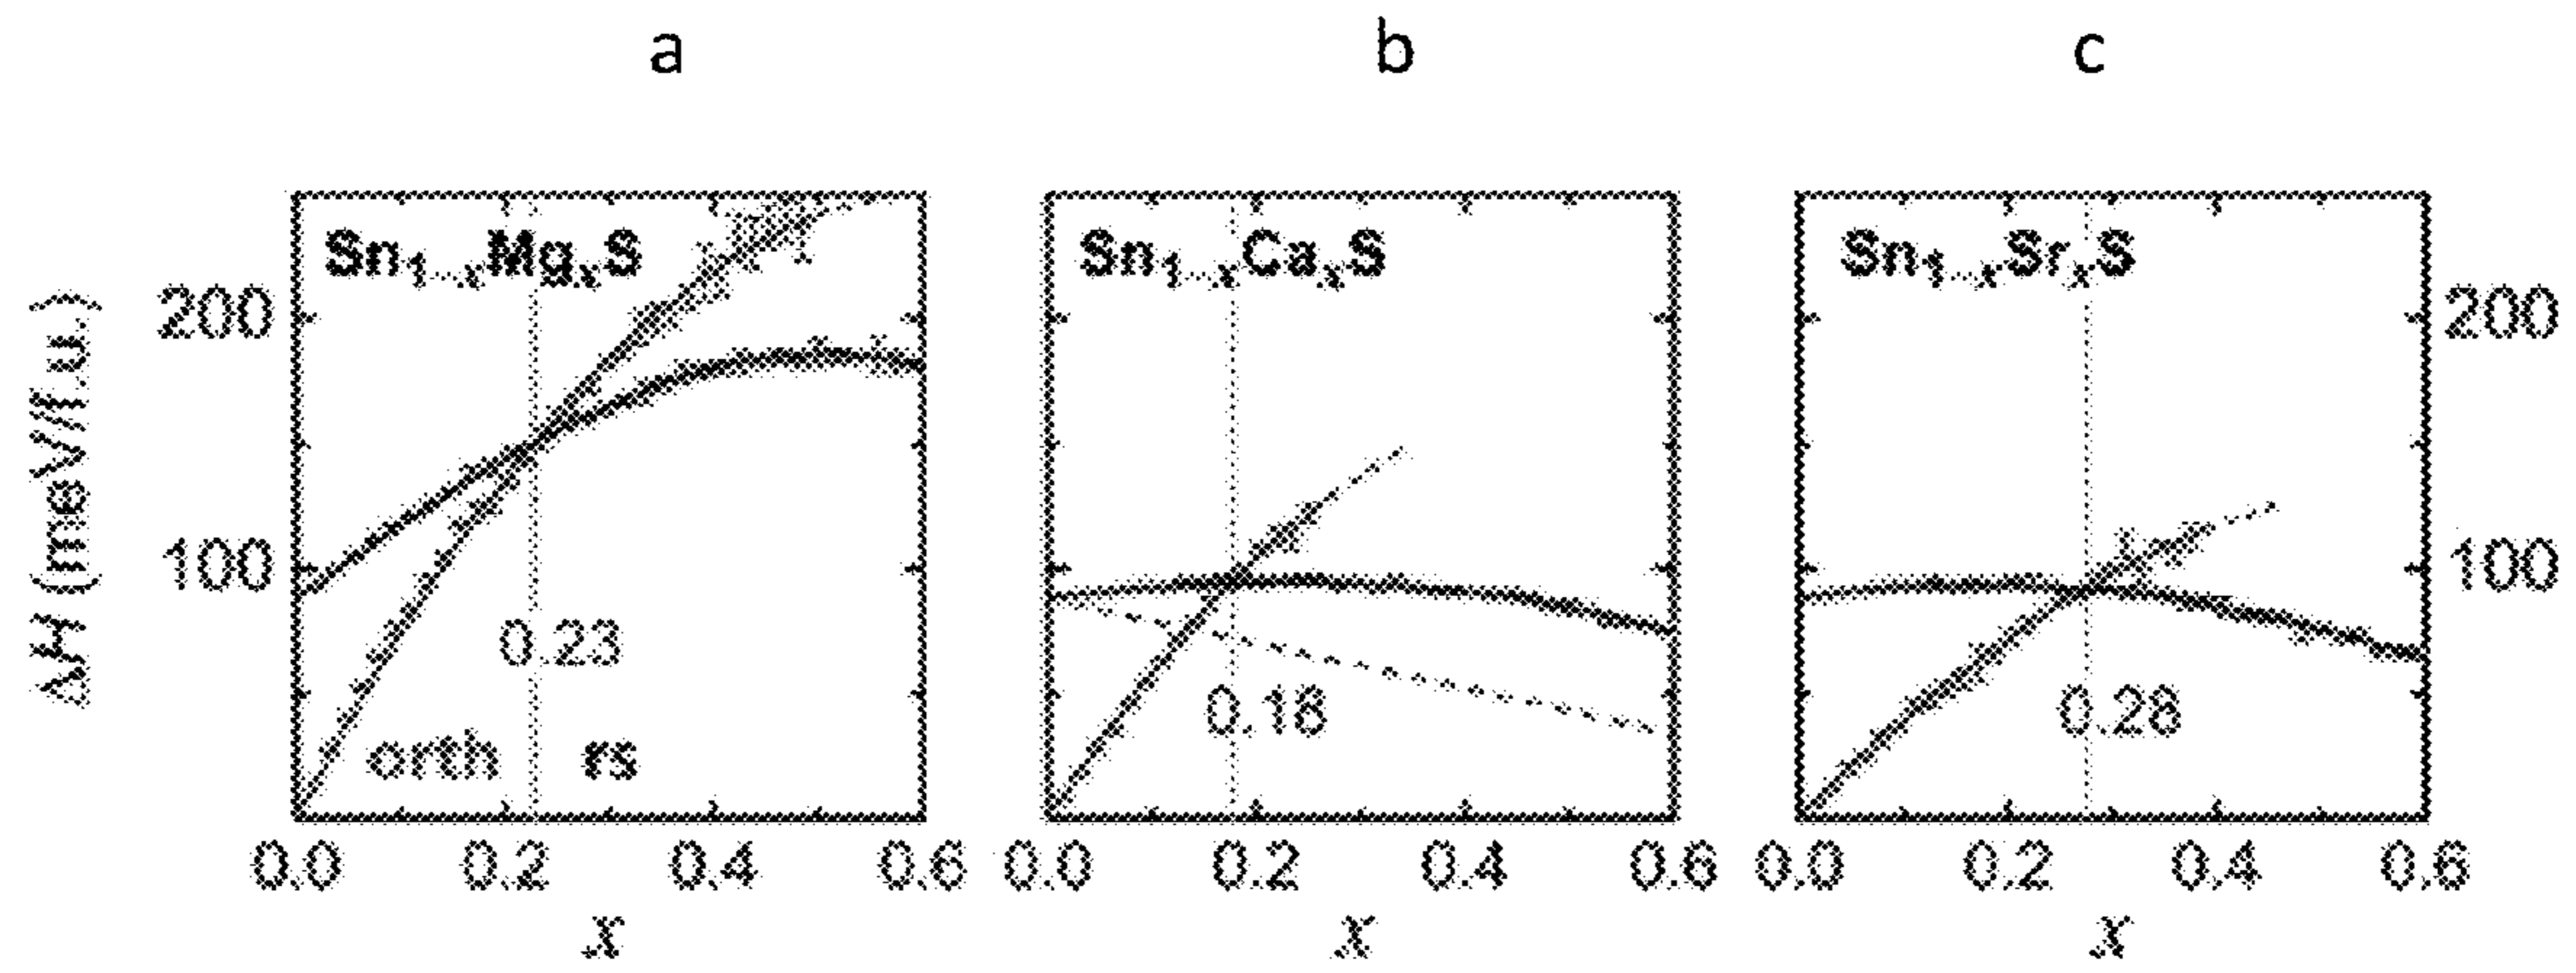 a b c
Sn1-xMgxS Sn1-xCaxS Sn1-xSrxS
200 200
ΔH (meV/f.u.)
100 100
0.23 0.18 0.28
orth rs
0.0 0.2 0.4 0.6 0.0 0.2 0.4 0.6 0.0 0.2 0.4 0.6
x x x